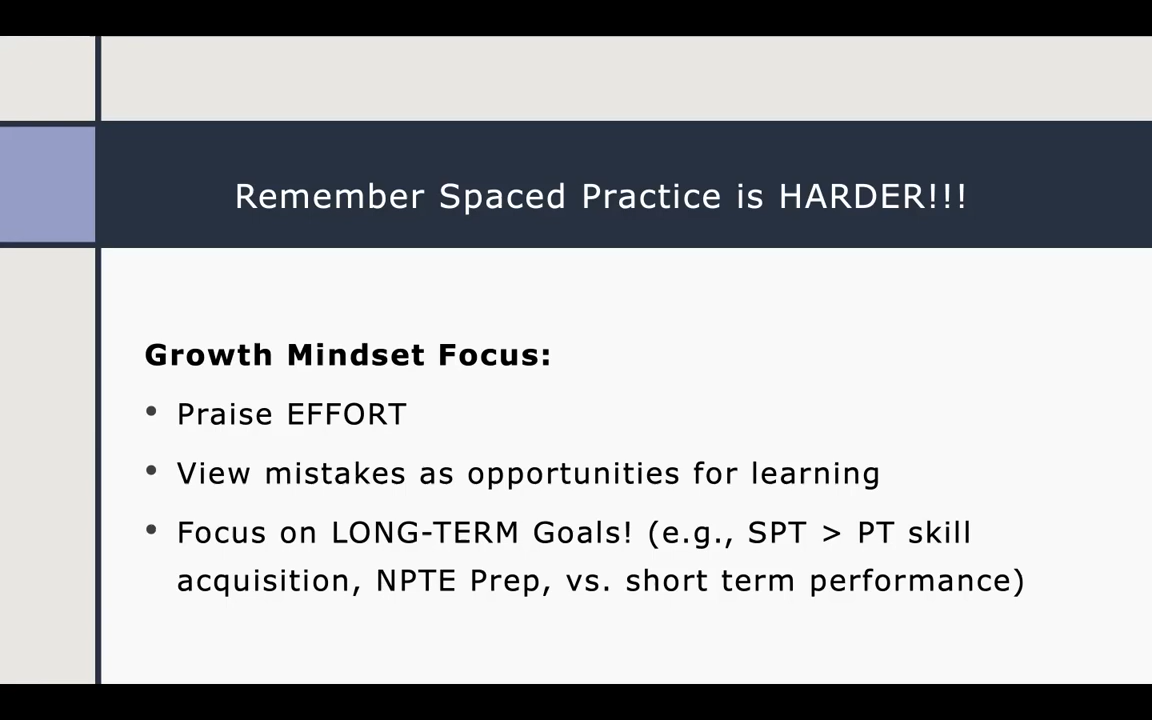 Remember Spaced Practice is HARDER!!!
Growth Mindset Focus:
• Praise EFFORT
• View mistakes as opportunities for learning
• Focus on LONG-TERM Goals! (e.g., SPT > PT skill
acquisition, NPTE Prep, vs. short term performance)